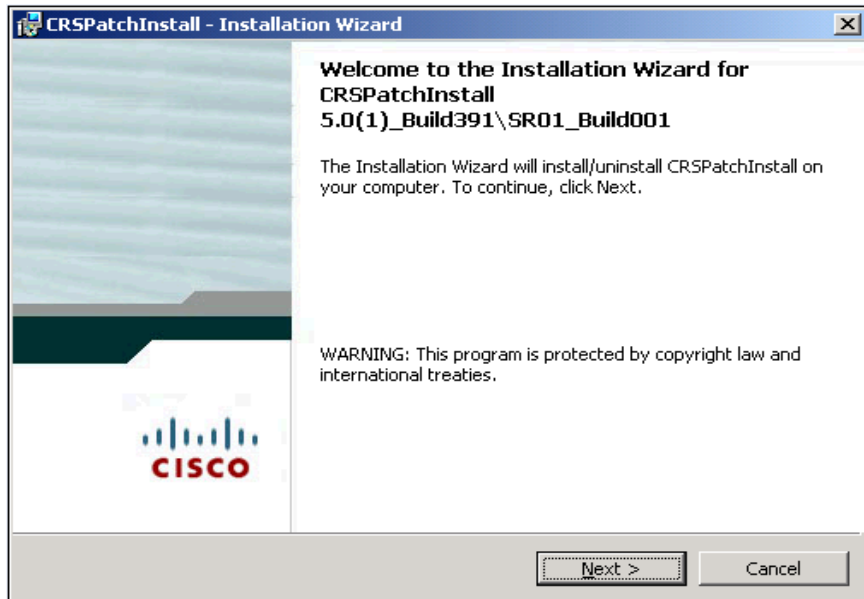 CRSPatchInstall - Installation Wizard
Welcome to the Installation Wizard for
CRSPatchInstall
5.0(1)_Build391\SR01_Build001
The Installation Wizard will install/uninstall CRSPatchInstall on
your computer. To continue, click Next.
WARNING: This program is protected by copyright law and
international treaties.
CISCO
Next >
Cancel